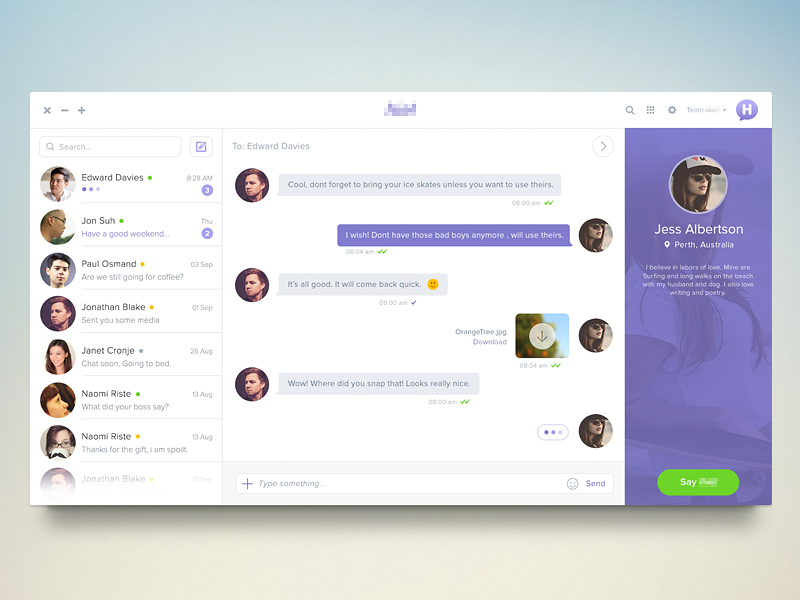 Team
H
Search...
To: Edward Davies
Edward Davies
8:28 AM
3
Jon Suh
Thu
Have a good weekend...
2
Paul Osmand
03 Sep
Are we still going for coffee?
Jonathan Blake
01 Sep
Sent you some media
Janet Cronje
26 Aug
Chat soon, Going to bed.
Naomi Riste
13 Aug
What did your boss say?
Naomi Riste
13 Aug
Thanks for the gift, i am spoilt.
Jonathan Blake
01 Sep
Cool, dont forget to bring your ice skates unless you want to use theirs.
08:00 pm
I wish! Dont have those bad boys anymore , will use theirs.
08:04 am
It's all good. It will come back quick.
08:00 am
OrangeTree.jpg
Download
08:04 am
Wow! Where did you snap that! Looks really nice.
08:00 am
Type something...
Send
Jess Albertson
Perth, Australia
I believe in labors of love. Mine are
Surfing and long walks on the beach
with my husband and dog. I also love
writing and poetry.
Say